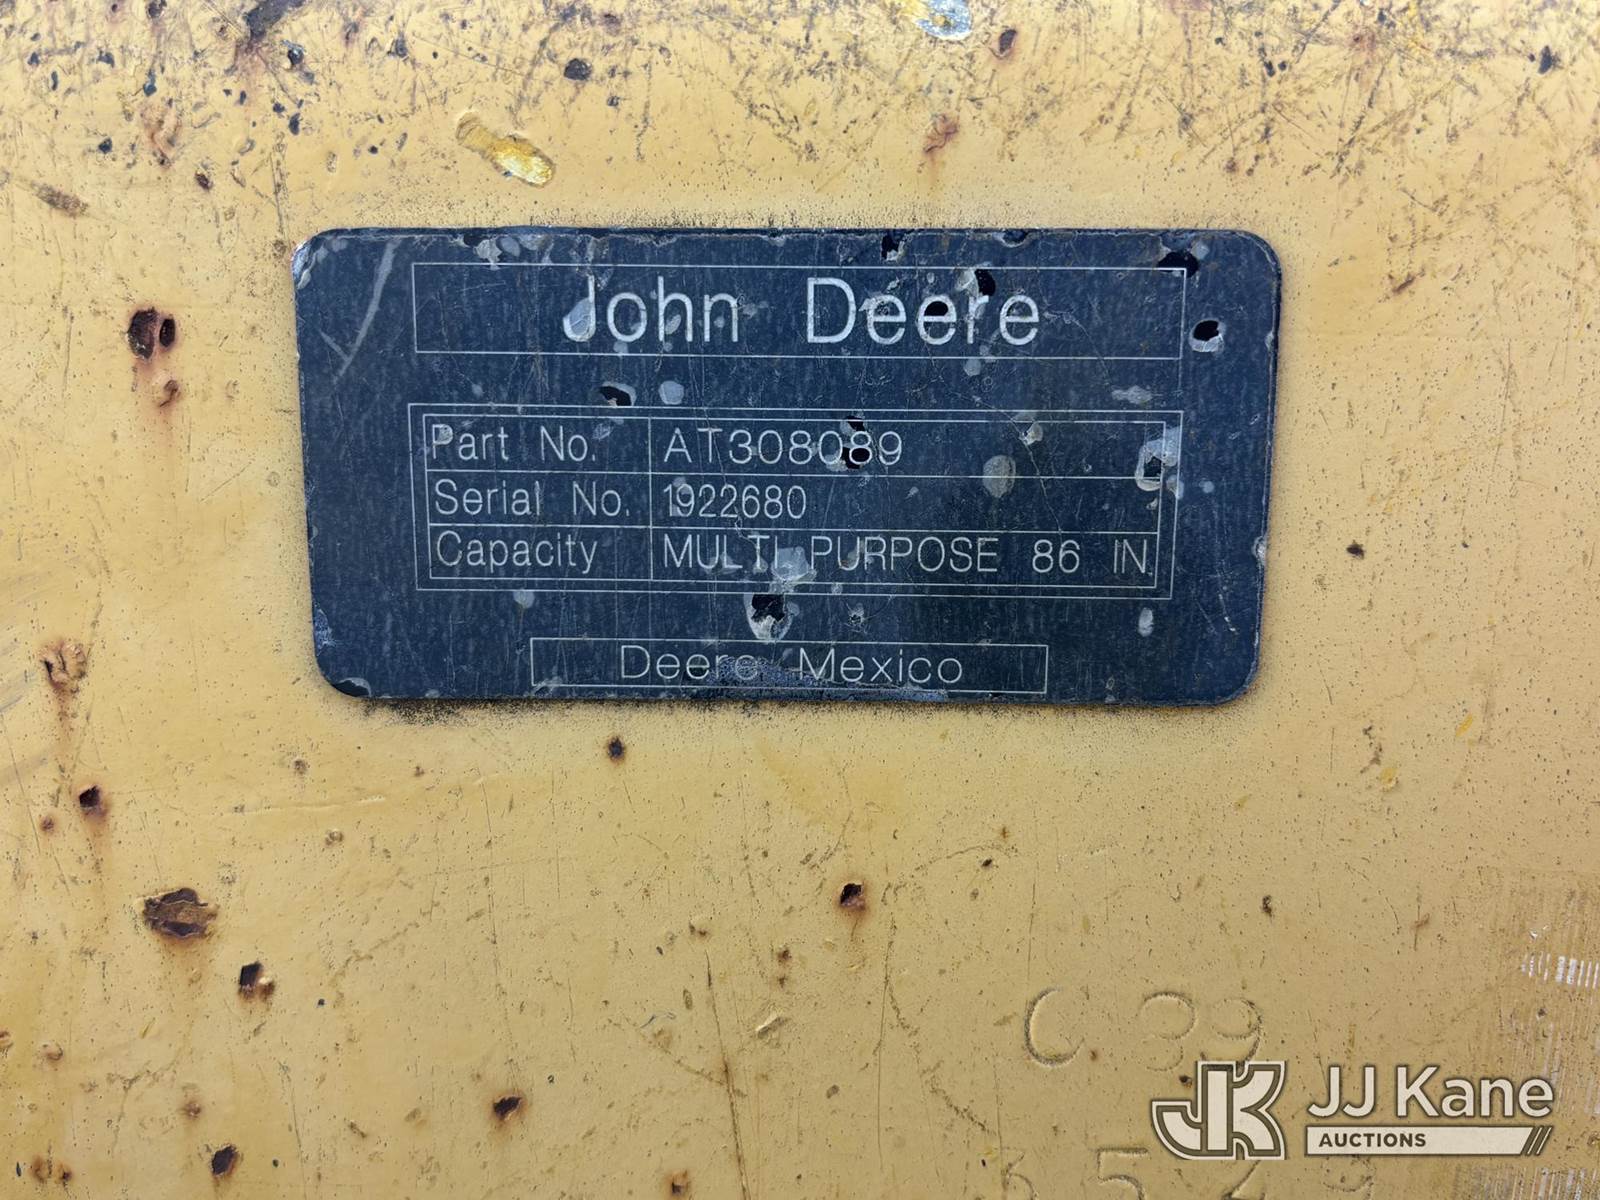 John Deere
Part No. AT308089
Serial No. 1922680
Capacity MULTI PURPOSE 86 IN.
Deere Mexico
JJ Kane
AUCTIONS